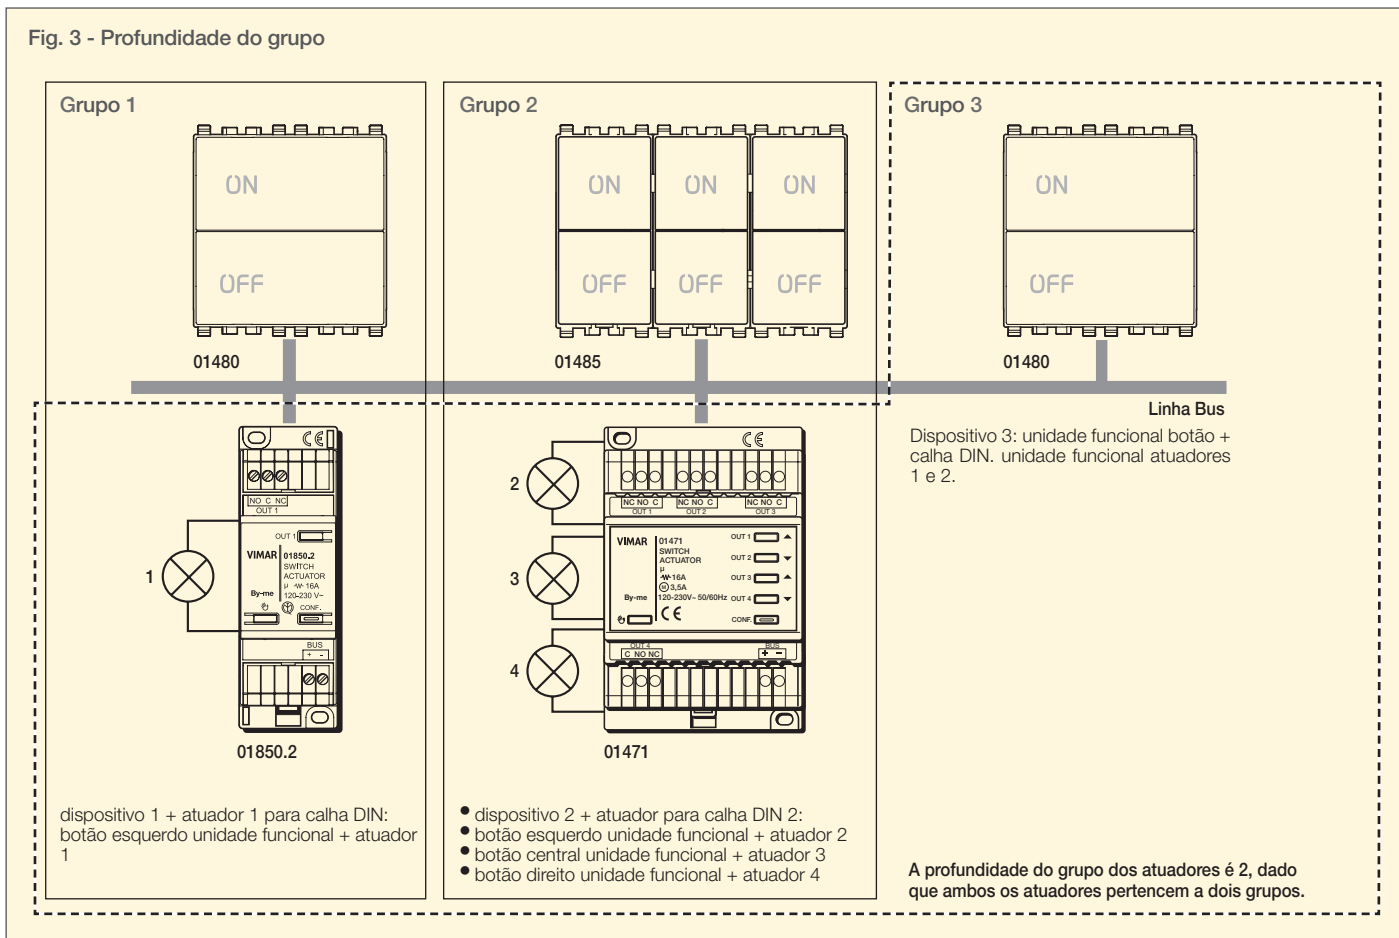 Fig. 3 - Profundidade do grupo
Grupo 1
ON
OFF
01480
Grupo 2
ON ON ON
OFF OFF OFF
01485
Grupo 3
ON
OFF
01480
Linha Bus
Dispositivo 3: unidade funcional botão +
calha DIN. unidade funcional atuadores
1 e 2.
1
CE
NO C NC
OUT 1
OUT 1
VIMAR
01850.2
SWITCH
ACTUATOR
µ 16A
120-230 V~
By-me
CONF.
BUS
+ -
01850.2
2
3
4
CE
NC NO C NC NO C NC NO C
OUT 1 OUT 2 OUT 3
VIMAR
01471
SWITCH
ACTUATOR
µ
16A
M 3,5A
120-230V~ 50/60Hz
By-me
CE
OUT 1
OUT 2
OUT 3
OUT 4
CONF.
OUT 4
C NO NC
BUS
+ -
01471
dispositivo 1 + atuador 1 para calha DIN:
botão esquerdo unidade funcional + atuador
1
• dispositivo 2 + atuador para calha DIN 2:
• botão esquerdo unidade funcional + atuador 2
• botão central unidade funcional + atuador 3
• botão direito unidade funcional + atuador 4
A profundidade do grupo dos atuadores é 2, dado
que ambos os atuadores pertencem a dois grupos.